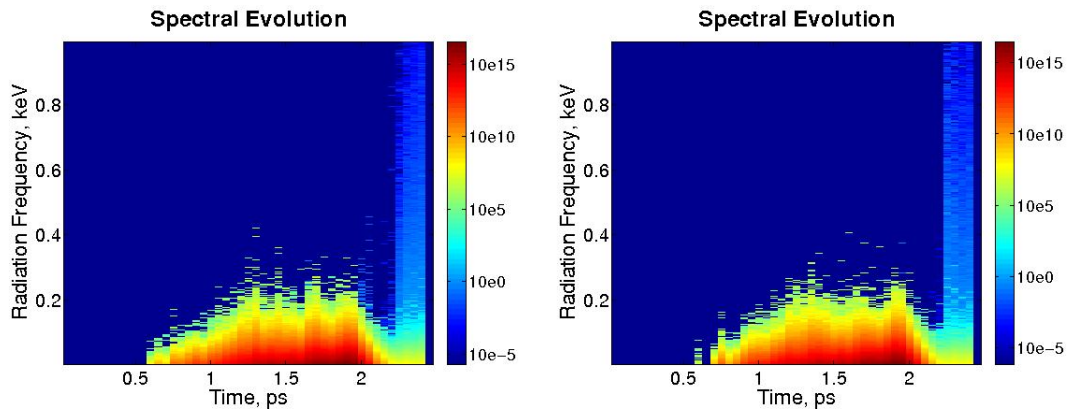 Spectral Evolution
Radiation Frequency, keV
0.8
0.6
0.4
0.2
0.5
1
1.5
2
Time, ps
10e15
10e10
10e5
10e0
10e-5
Spectral Evolution
Radiation Frequency, keV
0.8
0.6
0.4
0.2
0.5
1
1.5
2
Time, ps
10e15
10e10
10e5
10e0
10e-5